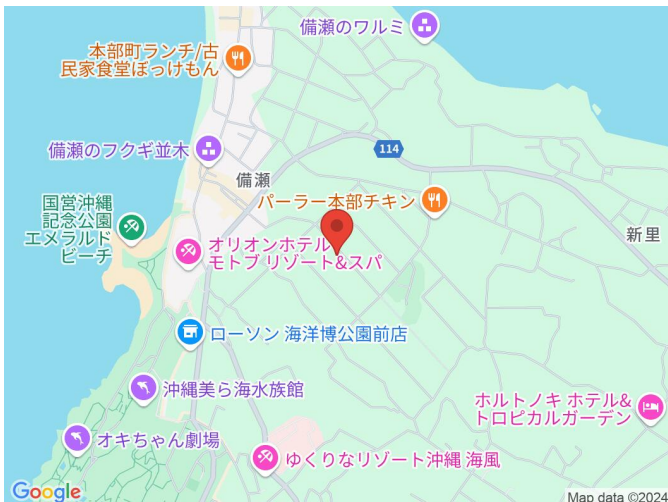 備瀬のワルミ
本部町ランチ/古
民家食堂ぼっけもん
114
備瀬のフクギ並木
備瀬
パーラー本部チキン
国営沖縄
記念公園
エメラルド
ビーチ
新里
オリオンホテル
モトブ リゾート&スパ
ローソン 海洋博公園前店
沖縄美ら海水族館
ホルトノキ ホテル&
トロピカルガーデン
オキちゃん劇場
ゆくりなリゾート沖縄 海風
Google
Map data ©2024